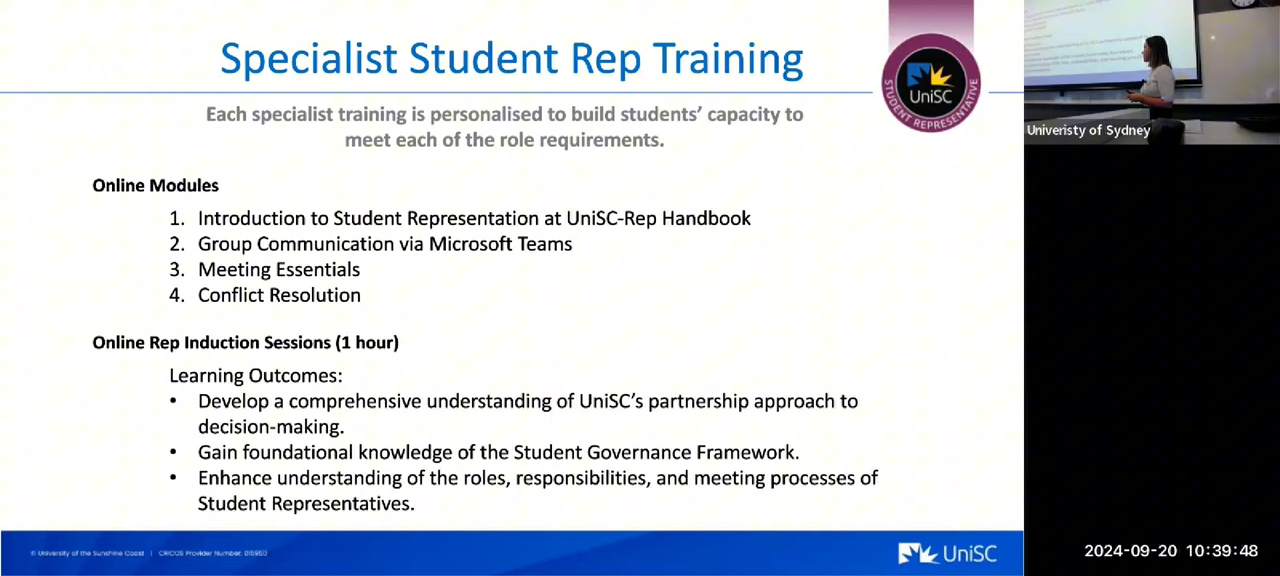 Specialist Student Rep Training
Each specialist training is personalised to build students’ capacity to
meet each of the role requirements.
UniSC
STUDENT REPRESENTATIVE
Univeristy of Sydney
Online Modules
1. Introduction to Student Representation at UniSC-Rep Handbook
2. Group Communication via Microsoft Teams
3. Meeting Essentials
4. Conflict Resolution
Online Rep Induction Sessions (1 hour)
Learning Outcomes:
• Develop a comprehensive understanding of UniSC’s partnership approach to
decision-making.
• Gain foundational knowledge of the Student Governance Framework.
• Enhance understanding of the roles, responsibilities, and meeting processes of
Student Representatives.
© University of the Sunshine Coast | CRICOS Provider Number: 01595D
UniSC
2024-09-20 10:39:48